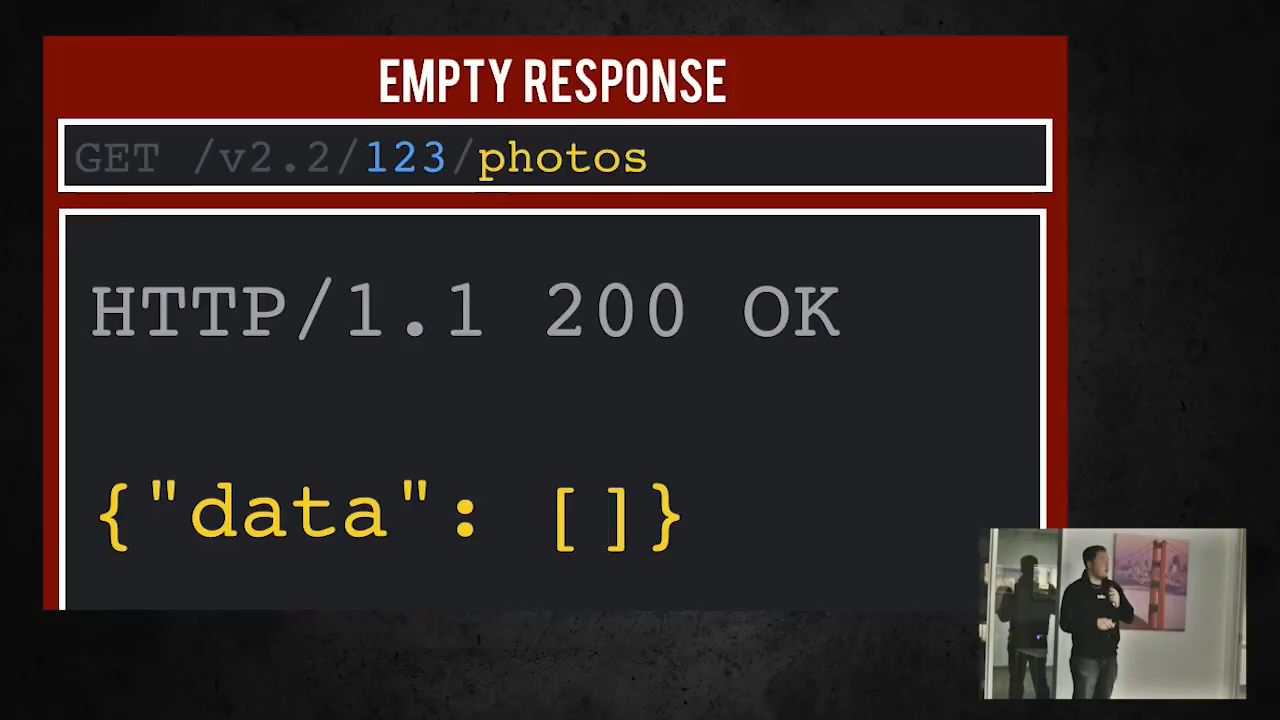 EMPTY RESPONSE
GET /v2.2/123/photos
HTTP/1.1 200 OK
{"data": []}